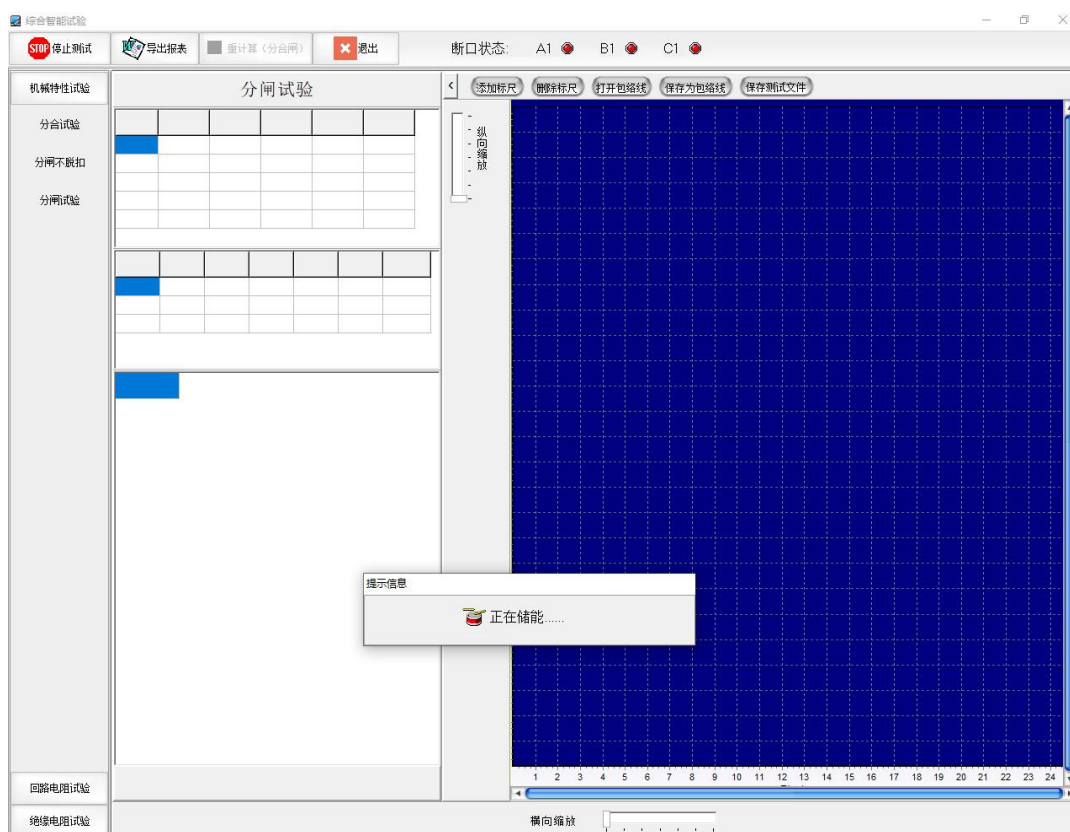 综合智能试验
STOP 停止测试 导出报表 重计算（分合闸） 退出 断口状态: A1 B1 C1
机械特性试验
分合试验
分闸不脱扣
分闸试验
分闸试验
< 添加标尺 删除标尺 打开包络线 保存为包络线 保存测试文件
纵向缩放
提示信息
正在储能......
1 2 3 4 5 6 7 8 9 10 11 12 13 14 15 16 17 18 19 20 21 22 23 24
回路电阻试验
绝缘电阻试验
横向缩放